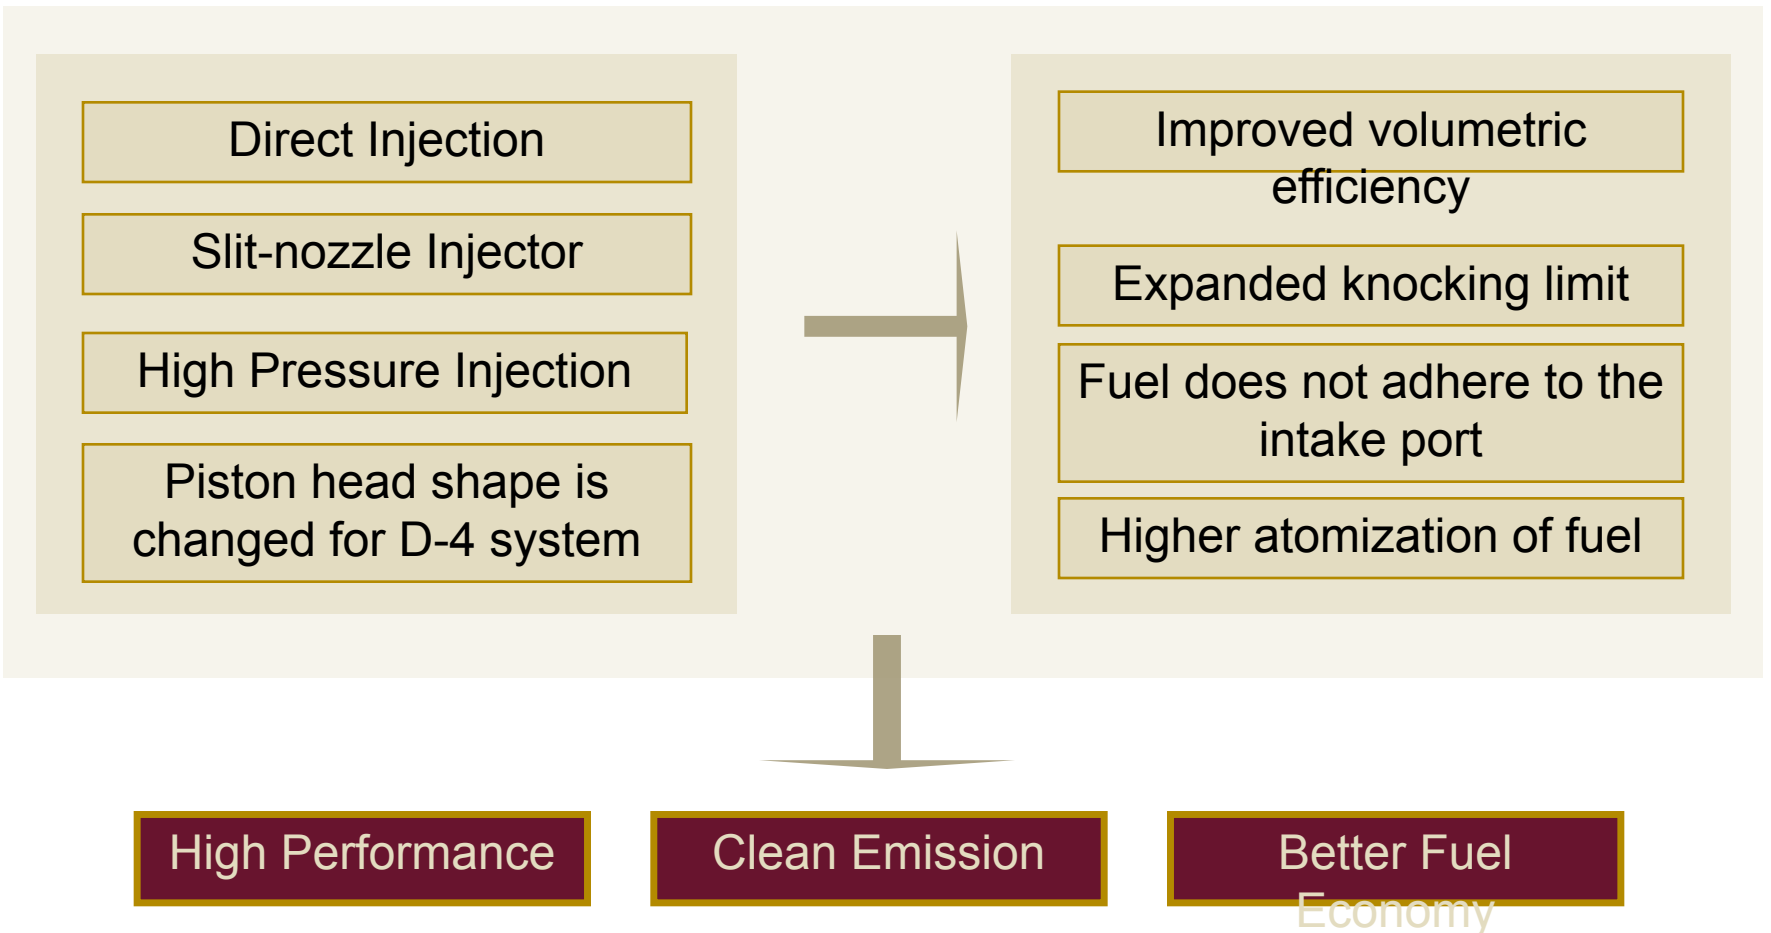 Direct Injection
Slit-nozzle Injector
High Pressure Injection
Piston head shape is
changed for D-4 system
Improved volumetric
efficiency
Expanded knocking limit
Fuel does not adhere to the
intake port
Higher atomization of fuel
High Performance
Clean Emission
Better Fuel
Economy